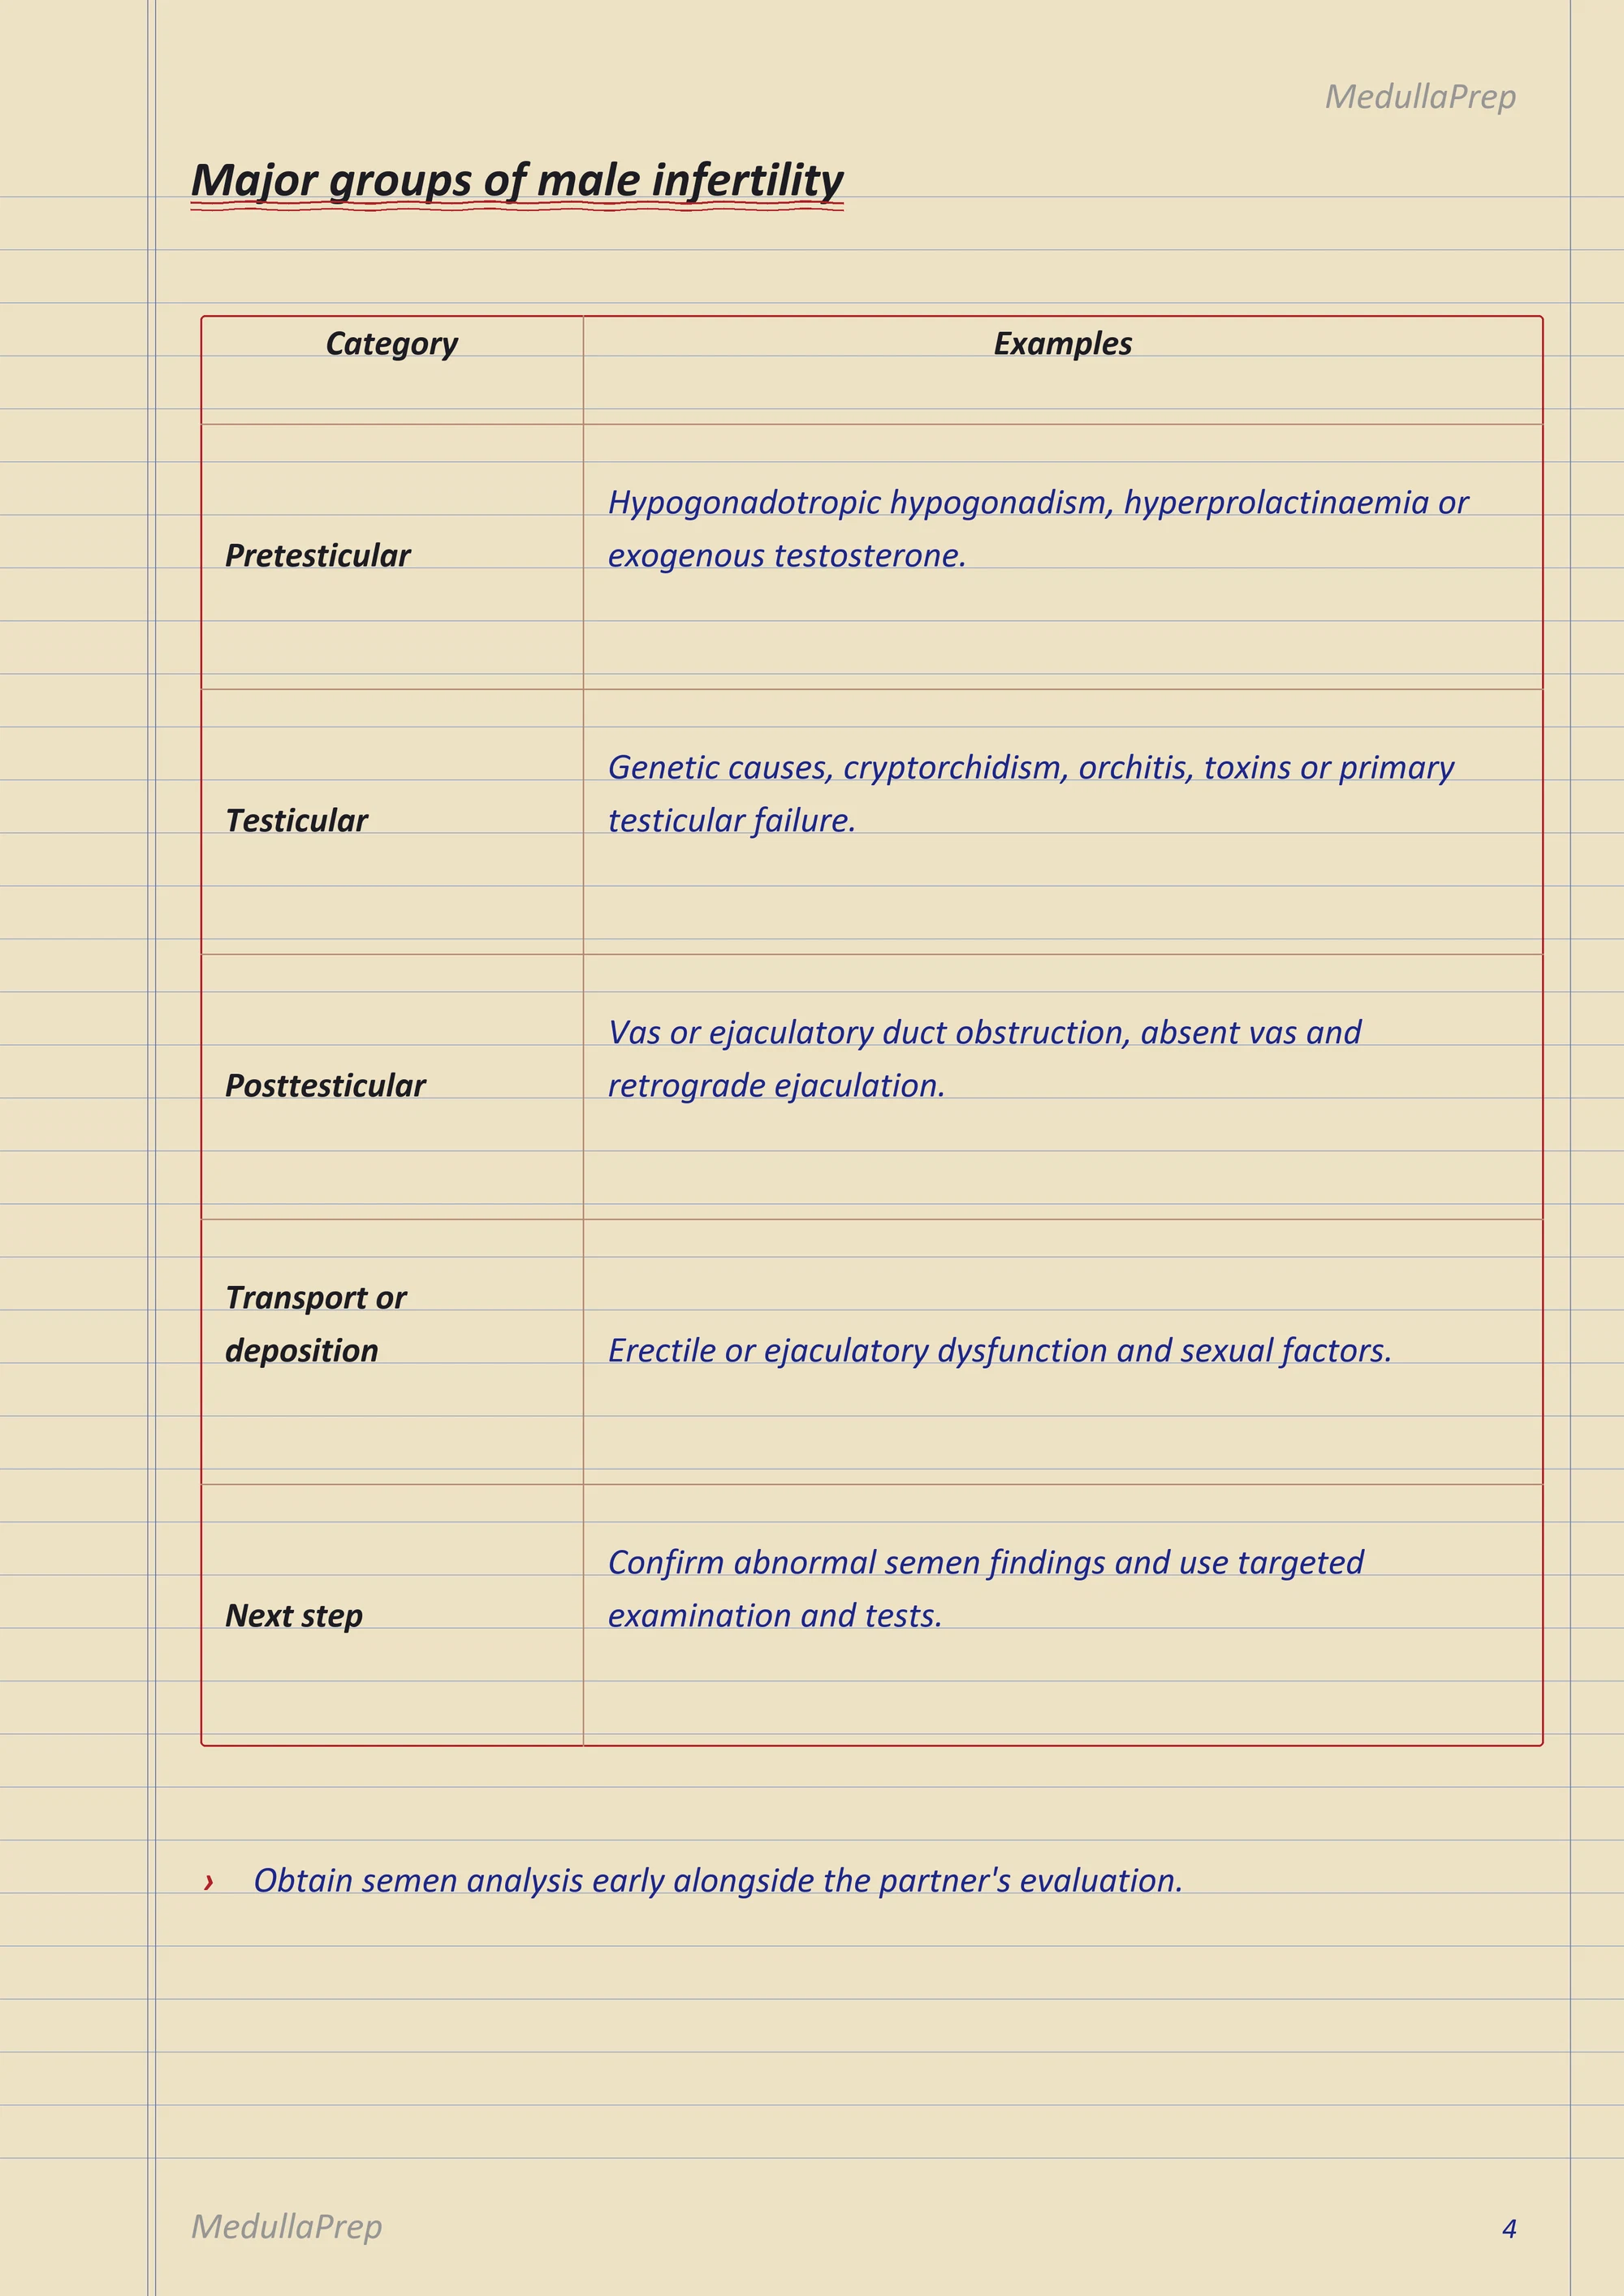 MedullaPrep
Major groups of male infertility
Category Examples
Hypogonadotropic hypogonadism, hyperprolactinaemia or
Pretesticular exogenous testosterone.
Genetic causes, cryptorchidism, orchitis, toxins or primary
Testicular testicular failure.
Vas or ejaculatory duct obstruction, absent vas and
Posttesticular retrograde ejaculation.
Transport or
deposition Erectile or ejaculatory dysfunction and sexual factors.
Confirm abnormal semen findings and use targeted
Next step examination and tests.
› Obtain semen analysis early alongside the partner's evaluation.
MedullaPrep 4